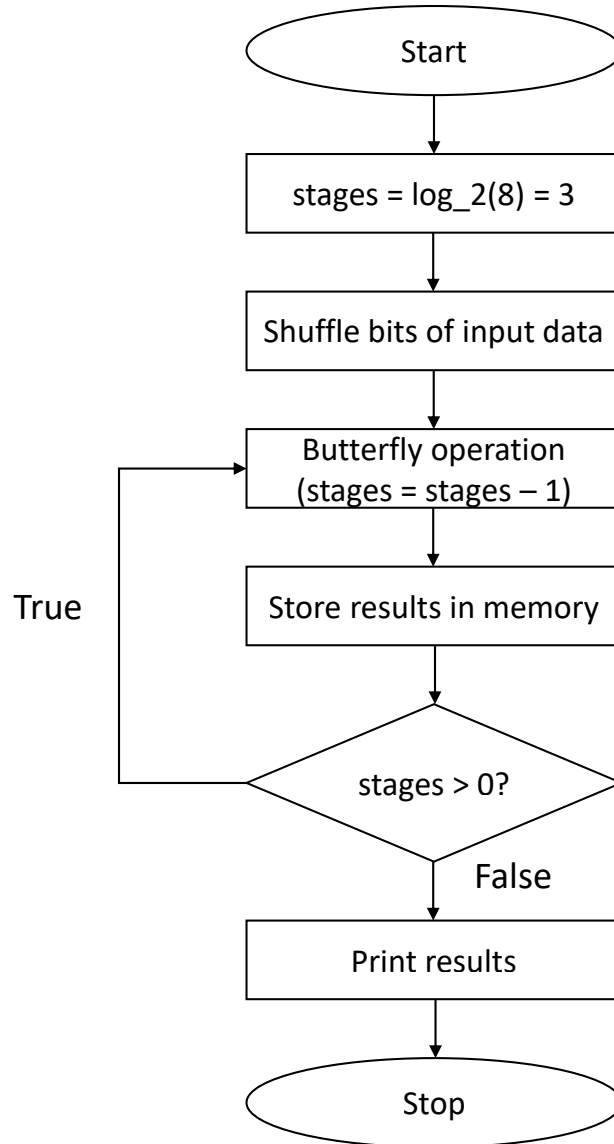 Start
stages = log_2(8) = 3
Shuffle bits of input data
Butterfly operation
(stages = stages – 1)
Store results in memory
True
stages > 0?
False
Print results
Stop